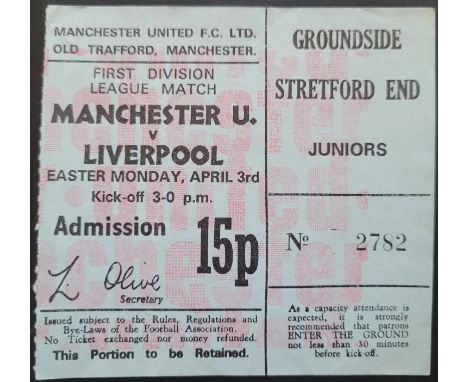 MANCHESTER UNITED F.C. LTD.
OLD TRAFFORD, MANCHESTER.
FIRST DIVISION
LEAGUE MATCH
MANCHESTER U.
v
LIVERPOOL
EASTER MONDAY, APRIL 3rd
Kick-off 3-0 p.m.
Admission 15p
L. Olive
Secretary
Issued subject to the Rules, Regulations and
Bye-Laws of the Football Association.
No Ticket exchanged nor money refunded.
This Portion to be Retained.
GROUNDSIDE
STRETFORD END
JUNIORS
No 2782
As a capacity attendance is
expected, it is strongly
recommended that patrons
ENTER THE GROUND
not less than 30 minutes
before kick-off.